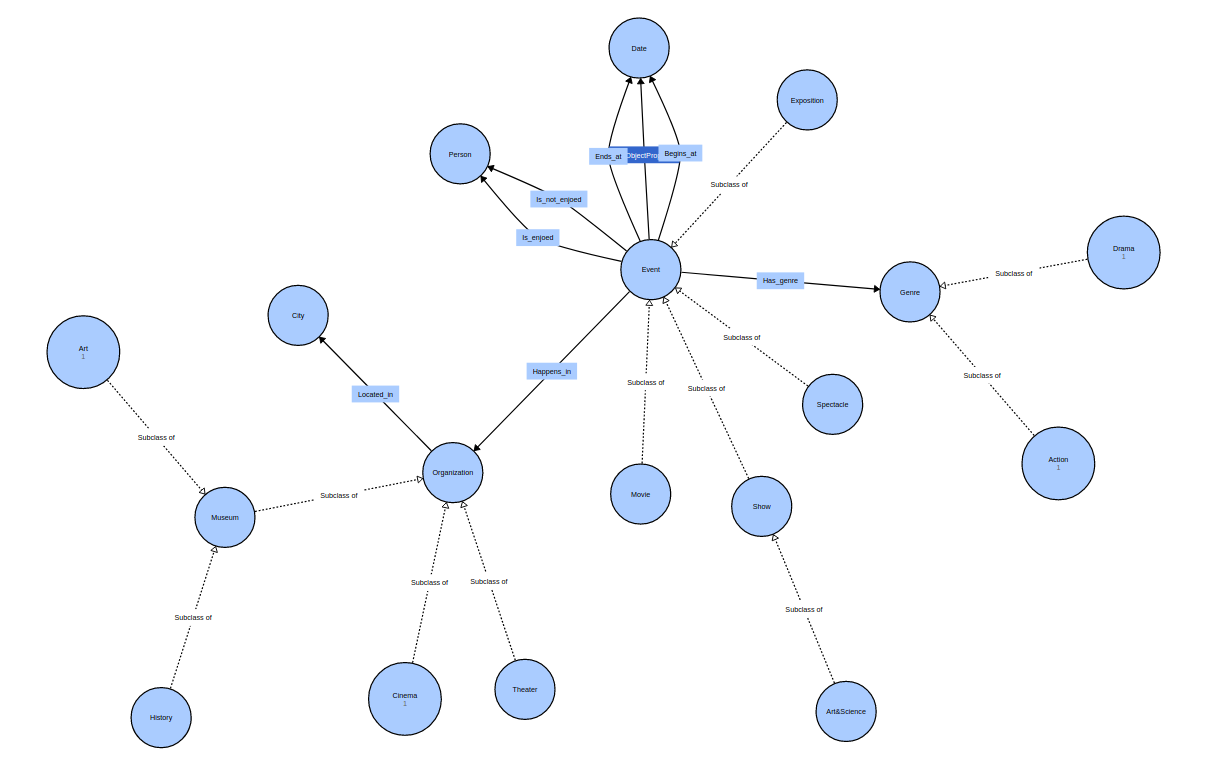 Date
Exposition
Person
Ends_at
ObjectPro
Begins_at
Subclass of
Is_not_enjoed
Is_enjoed
Drama
1
Event
Subclass of
Has_genre
Genre
City
Subclass of
Art
1
Happens_in
Subclass of
Subclass of
Subclass of
Located_in
Spectacle
Subclass of
Action
1
Organization
Subclass of
Movie
Show
Museum
Subclass of
Subclass of
Subclass of
Subclass of
Cinema
1
Theater
History
Art&Science